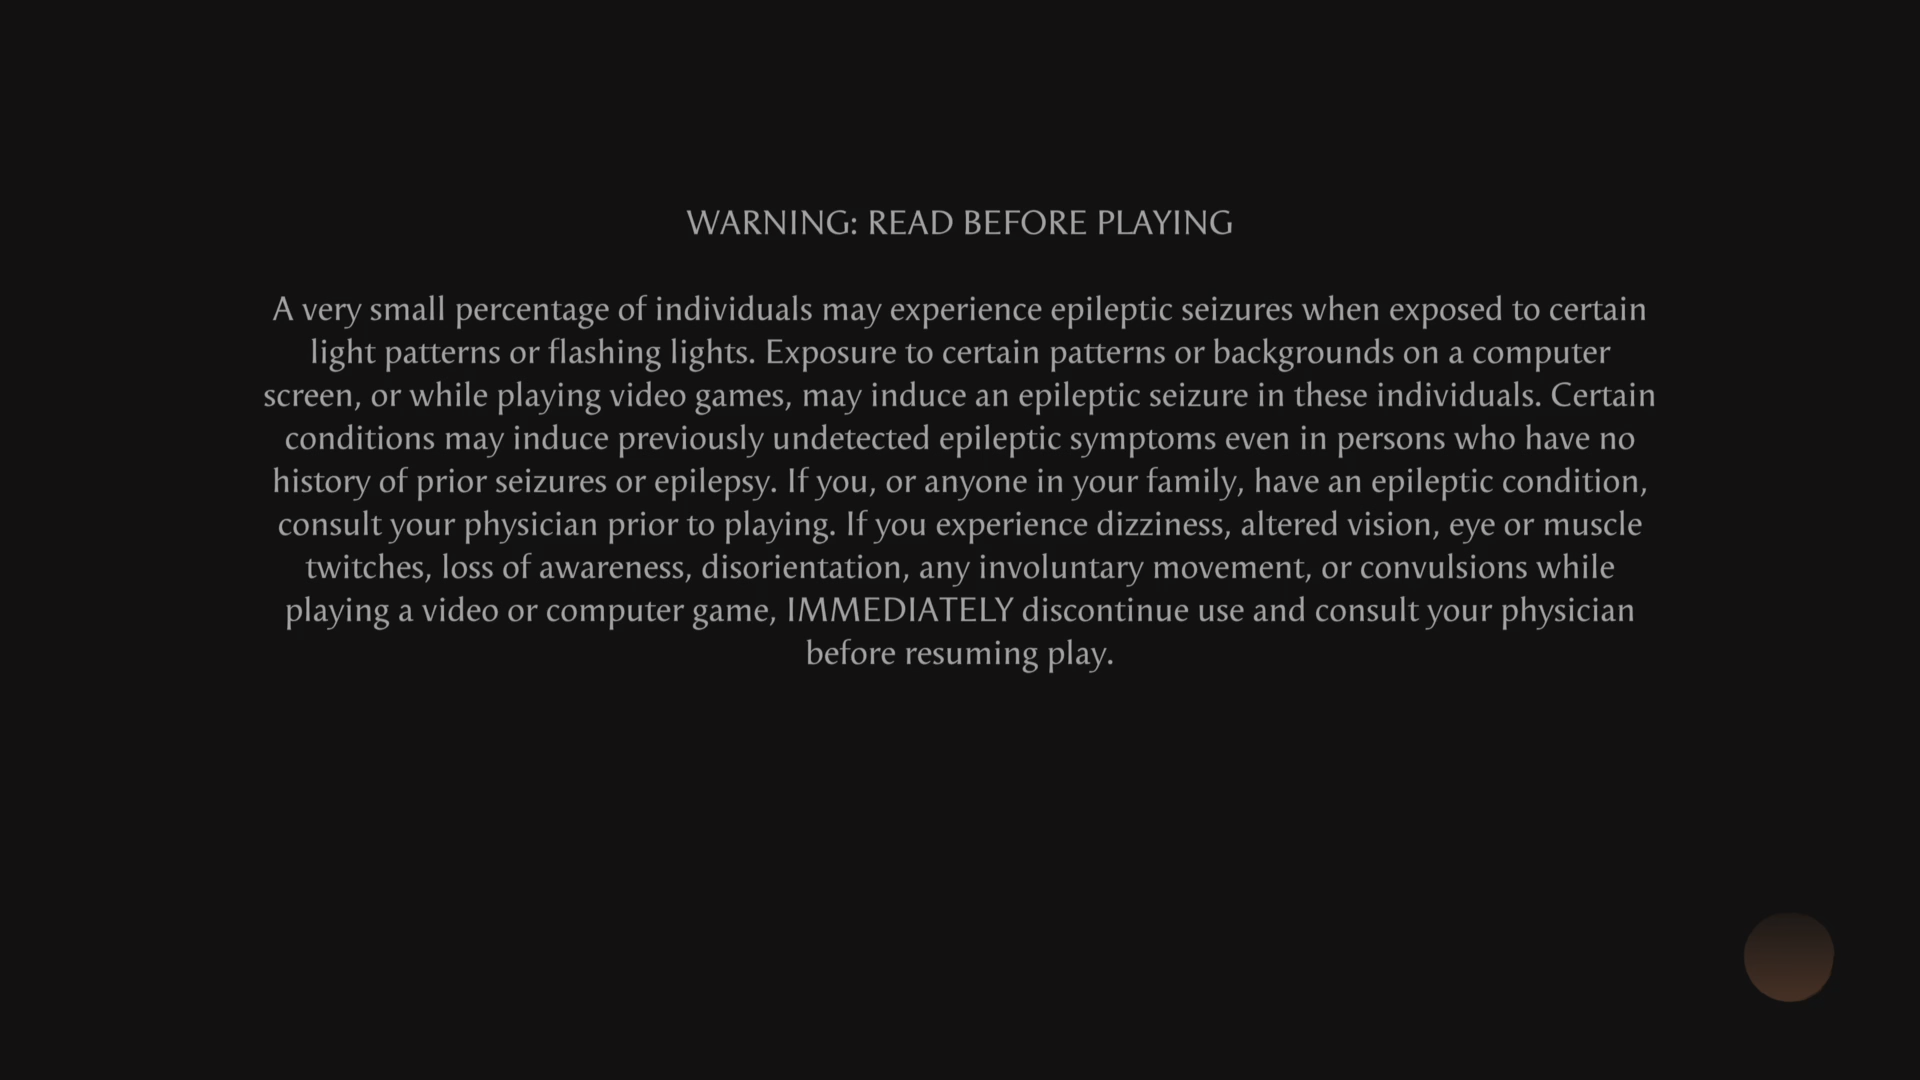 WARNING: READ BEFORE PLAYING
A very small percentage of individuals may experience epileptic seizures when exposed to certain
light patterns or flashing lights. Exposure to certain patterns or backgrounds on a computer
screen, or while playing video games, may induce an epileptic seizure in these individuals. Certain
conditions may induce previously undetected epileptic symptoms even in persons who have no
history of prior seizures or epilepsy. If you, or anyone in your family, have an epileptic condition,
consult your physician prior to playing. If you experience dizziness, altered vision, eye or muscle
twitches, loss of awareness, disorientation, any involuntary movement, or convulsions while
playing a video or computer game, IMMEDIATELY discontinue use and consult your physician
before resuming play.